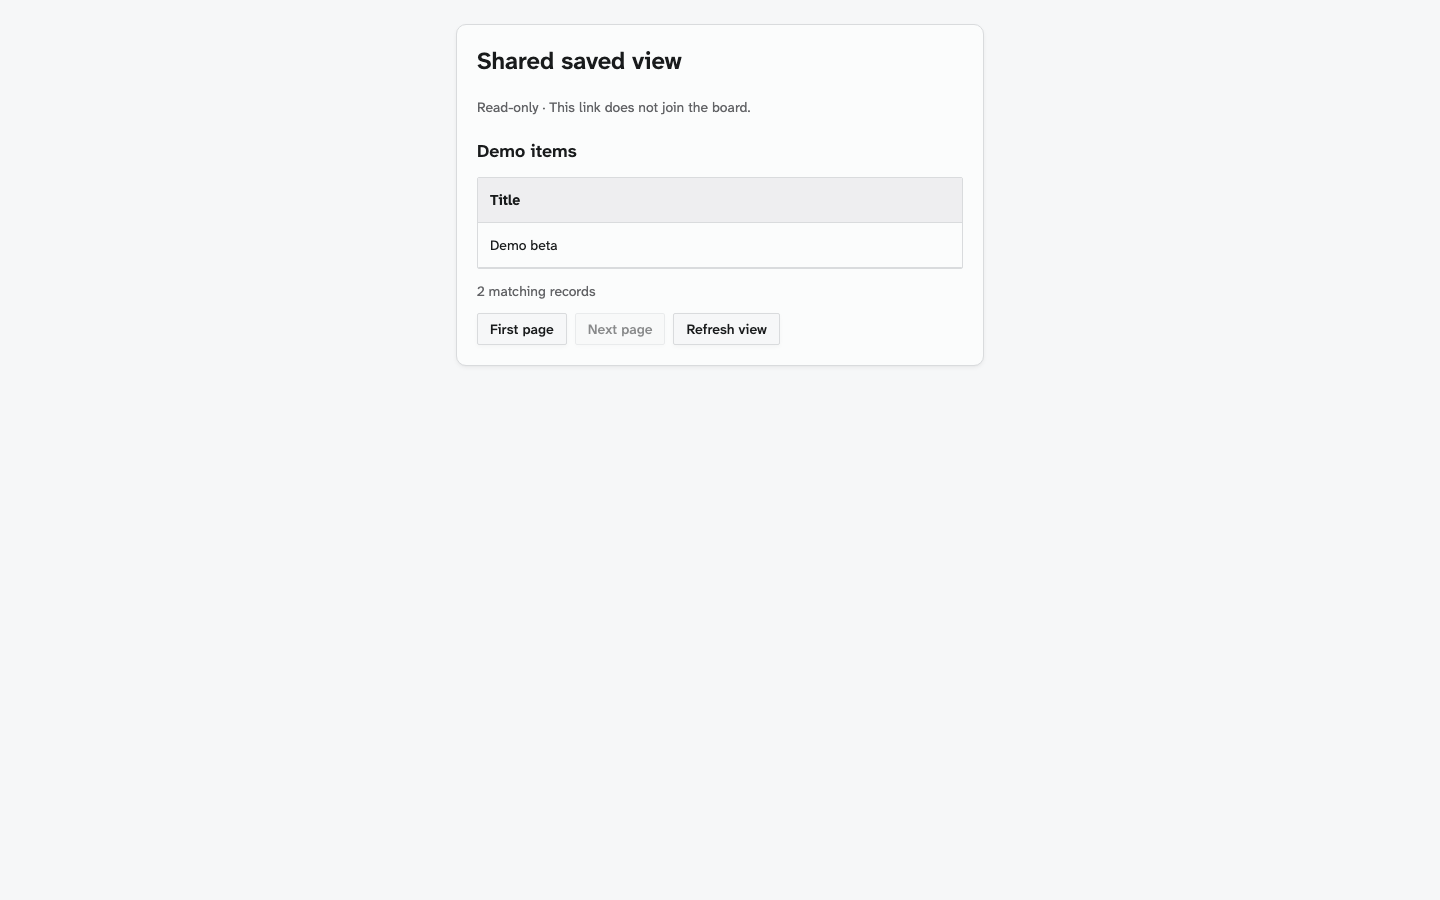 Shared saved view
Read-only · This link does not join the board.
Demo items
Title
Demo beta
2 matching records
First page
Next page
Refresh view